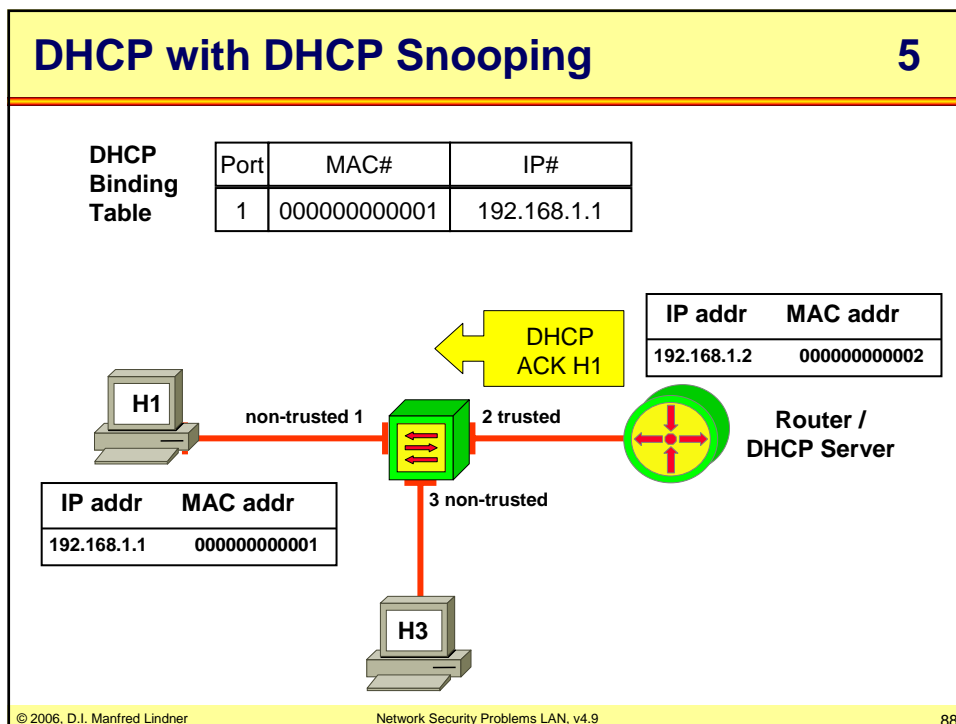 DHCP with DHCP Snooping 5
DHCP
Binding
Table
Port MAC# IP#
1 000000000001 192.168.1.1
IP addr MAC addr
192.168.1.2 000000000002
DHCP
ACK H1
H1
non-trusted 1
2 trusted
Router /
DHCP Server
3 non-trusted
IP addr MAC addr
192.168.1.1 000000000001
H3
© 2006, D.I. Manfred Lindner Network Security Problems LAN, v4.9 88